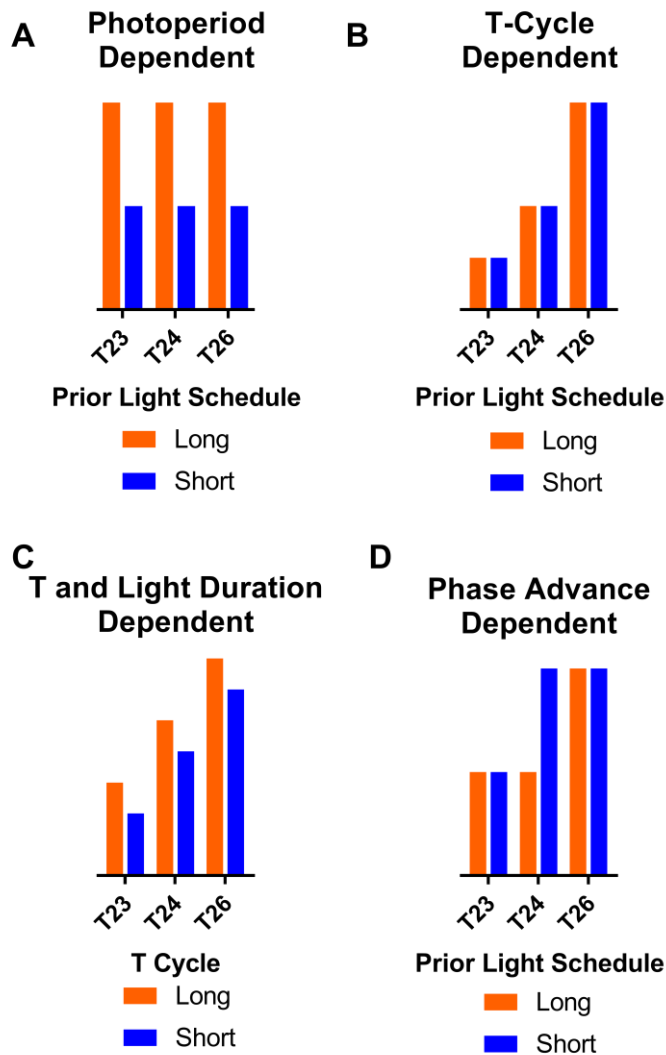 A
Photoperiod
Dependent
T23
T24
T26
Prior Light Schedule
Long
Short
B
T-Cycle
Dependent
T23
T24
T26
Prior Light Schedule
Long
Short
C
T and Light Duration
Dependent
T23
T24
T26
T Cycle
Long
Short
D
Phase Advance
Dependent
T23
T24
T26
Prior Light Schedule
Long
Short